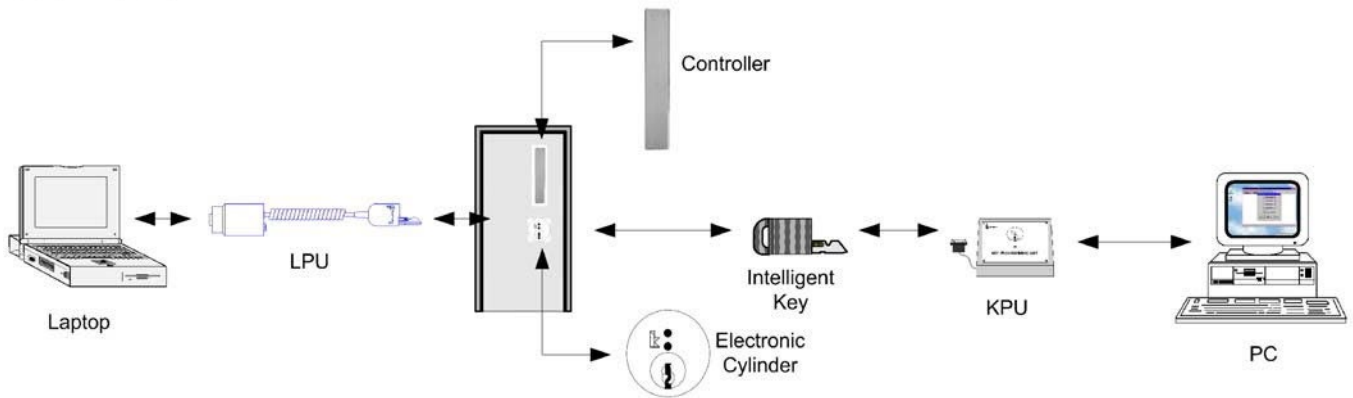 Controller
LPU
Laptop
Intelligent
Key
KPU
Electronic
Cylinder
PC